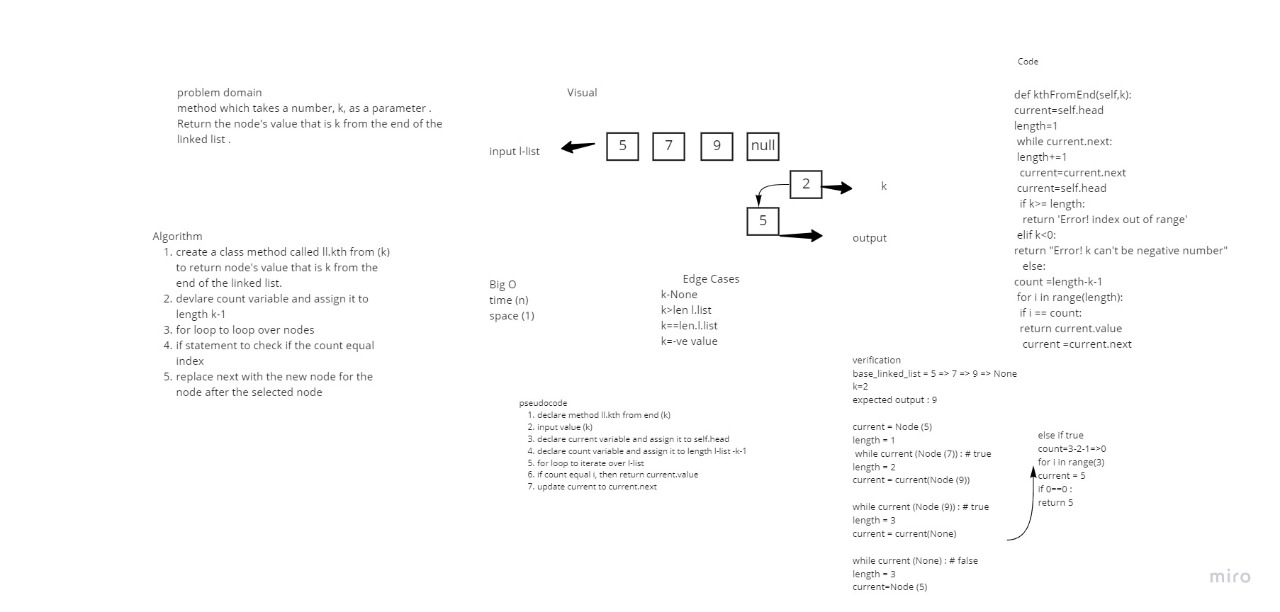 problem domain
method which takes a number, k, as a parameter .
Return the node's value that is k from the end of the
linked list .
Algorithm
1. create a class method called ll.kth from (k)
to return node's value that is k from the
end of the linked list.
2. devlare count variable and assign it to
length k-1
3. for loop to loop over nodes
4. if statement to check if the count equal
index
5. replace next with the new node for the
node after the selected node
Visual
input l-list
5 7 9 null
2 k
5
output
Big O
time (n)
space (1)
Edge Cases
k-None
k>len l.list
k==len.l.list
k=-ve value
pseudocode
1. declare method ll.kth from end (k)
2. input value (k)
3. declare current variable and assign it to self.head
4. declare count variable and assign it to length l-list -k-1
5. for loop to iterate over l-list
6. if count equal i, then return current.value
7. update current to current.next
Code
def kthFromEnd(self,k):
current=self.head
length=1
while current.next:
length+=1
current=current.next
current=self.head
if k>= length:
return 'Error! index out of range'
elif k<0:
return "Error! k can't be negative number"
else:
count =length-k-1
for i in range(length):
if i == count:
return current.value
current =current.next
verification
base_linked_list = 5 => 7 => 9 => None
k=2
expected output : 9
current = Node (5)
length = 1
while current (Node (7)) : # true
length = 2
current = current(Node (9))
while current (Node (9)) : # true
length = 3
current = current(None)
while current (None) : # false
length = 3
current=Node (5)
else if true
count=3-2-1=>0
for i in range(3)
current = 5
if 0==0 :
return 5
miro